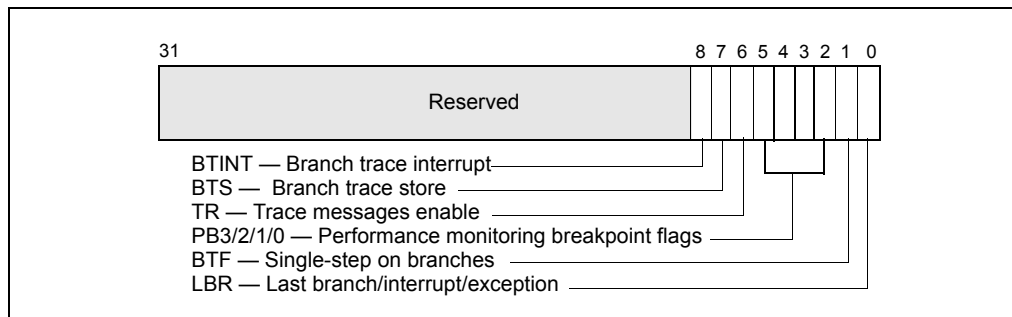 31 8 7 6 5 4 3 2 1 0
Reserved
BTINT — Branch trace interrupt
BTS — Branch trace store
TR — Trace messages enable
PB3/2/1/0 — Performance monitoring breakpoint flags
BTF — Single-step on branches
LBR — Last branch/interrupt/exception